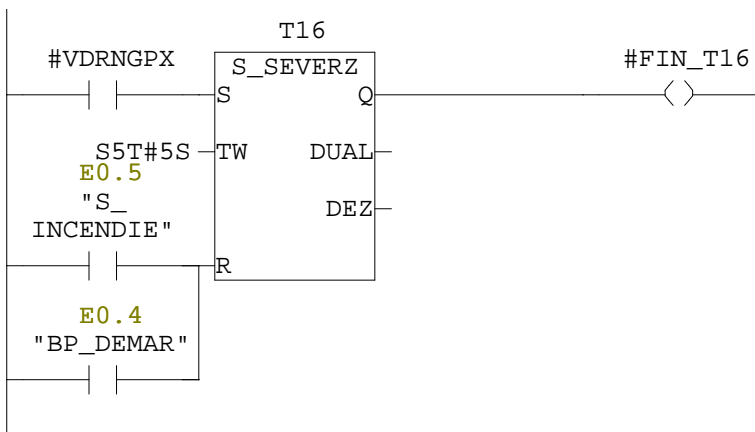 T16
#VDRNGPX
S_SEVERZ
#FIN_T16
S
Q
S5T#5S
TW
DUAL
E0.5
"S_
INCENDIE"
DEZ
R
E0.4
"BP_DEMAR"